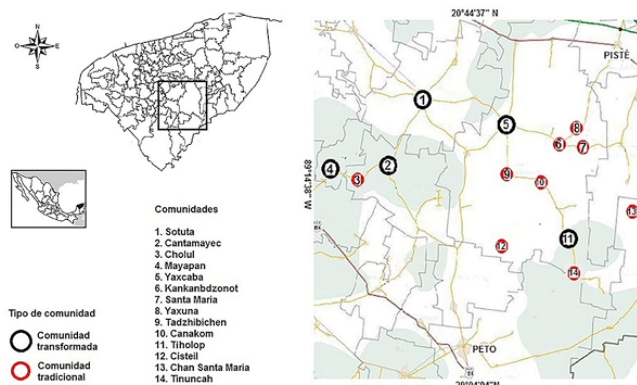 N
O
E
S
Comunidades
1. Sotuta
2. Cantamayec
3. Cholul
4. Mayapan
5. Yaxcaba
6. Kankanbdzonot
7. Santa Maria
8. Yaxuna
9. Tadzhibichen
10. Canakom
11. Tiholop
12. Cisteil
13. Chan Santa Maria
14. Tinuncah
Tipo de comunidad
Comunidad
transformada
Comunidad
tradicional
20°44'37" N
PISTÉ
89°14'38" W
1
5
8
6
7
4
3
2
9
10
13
11
12
14
PETO